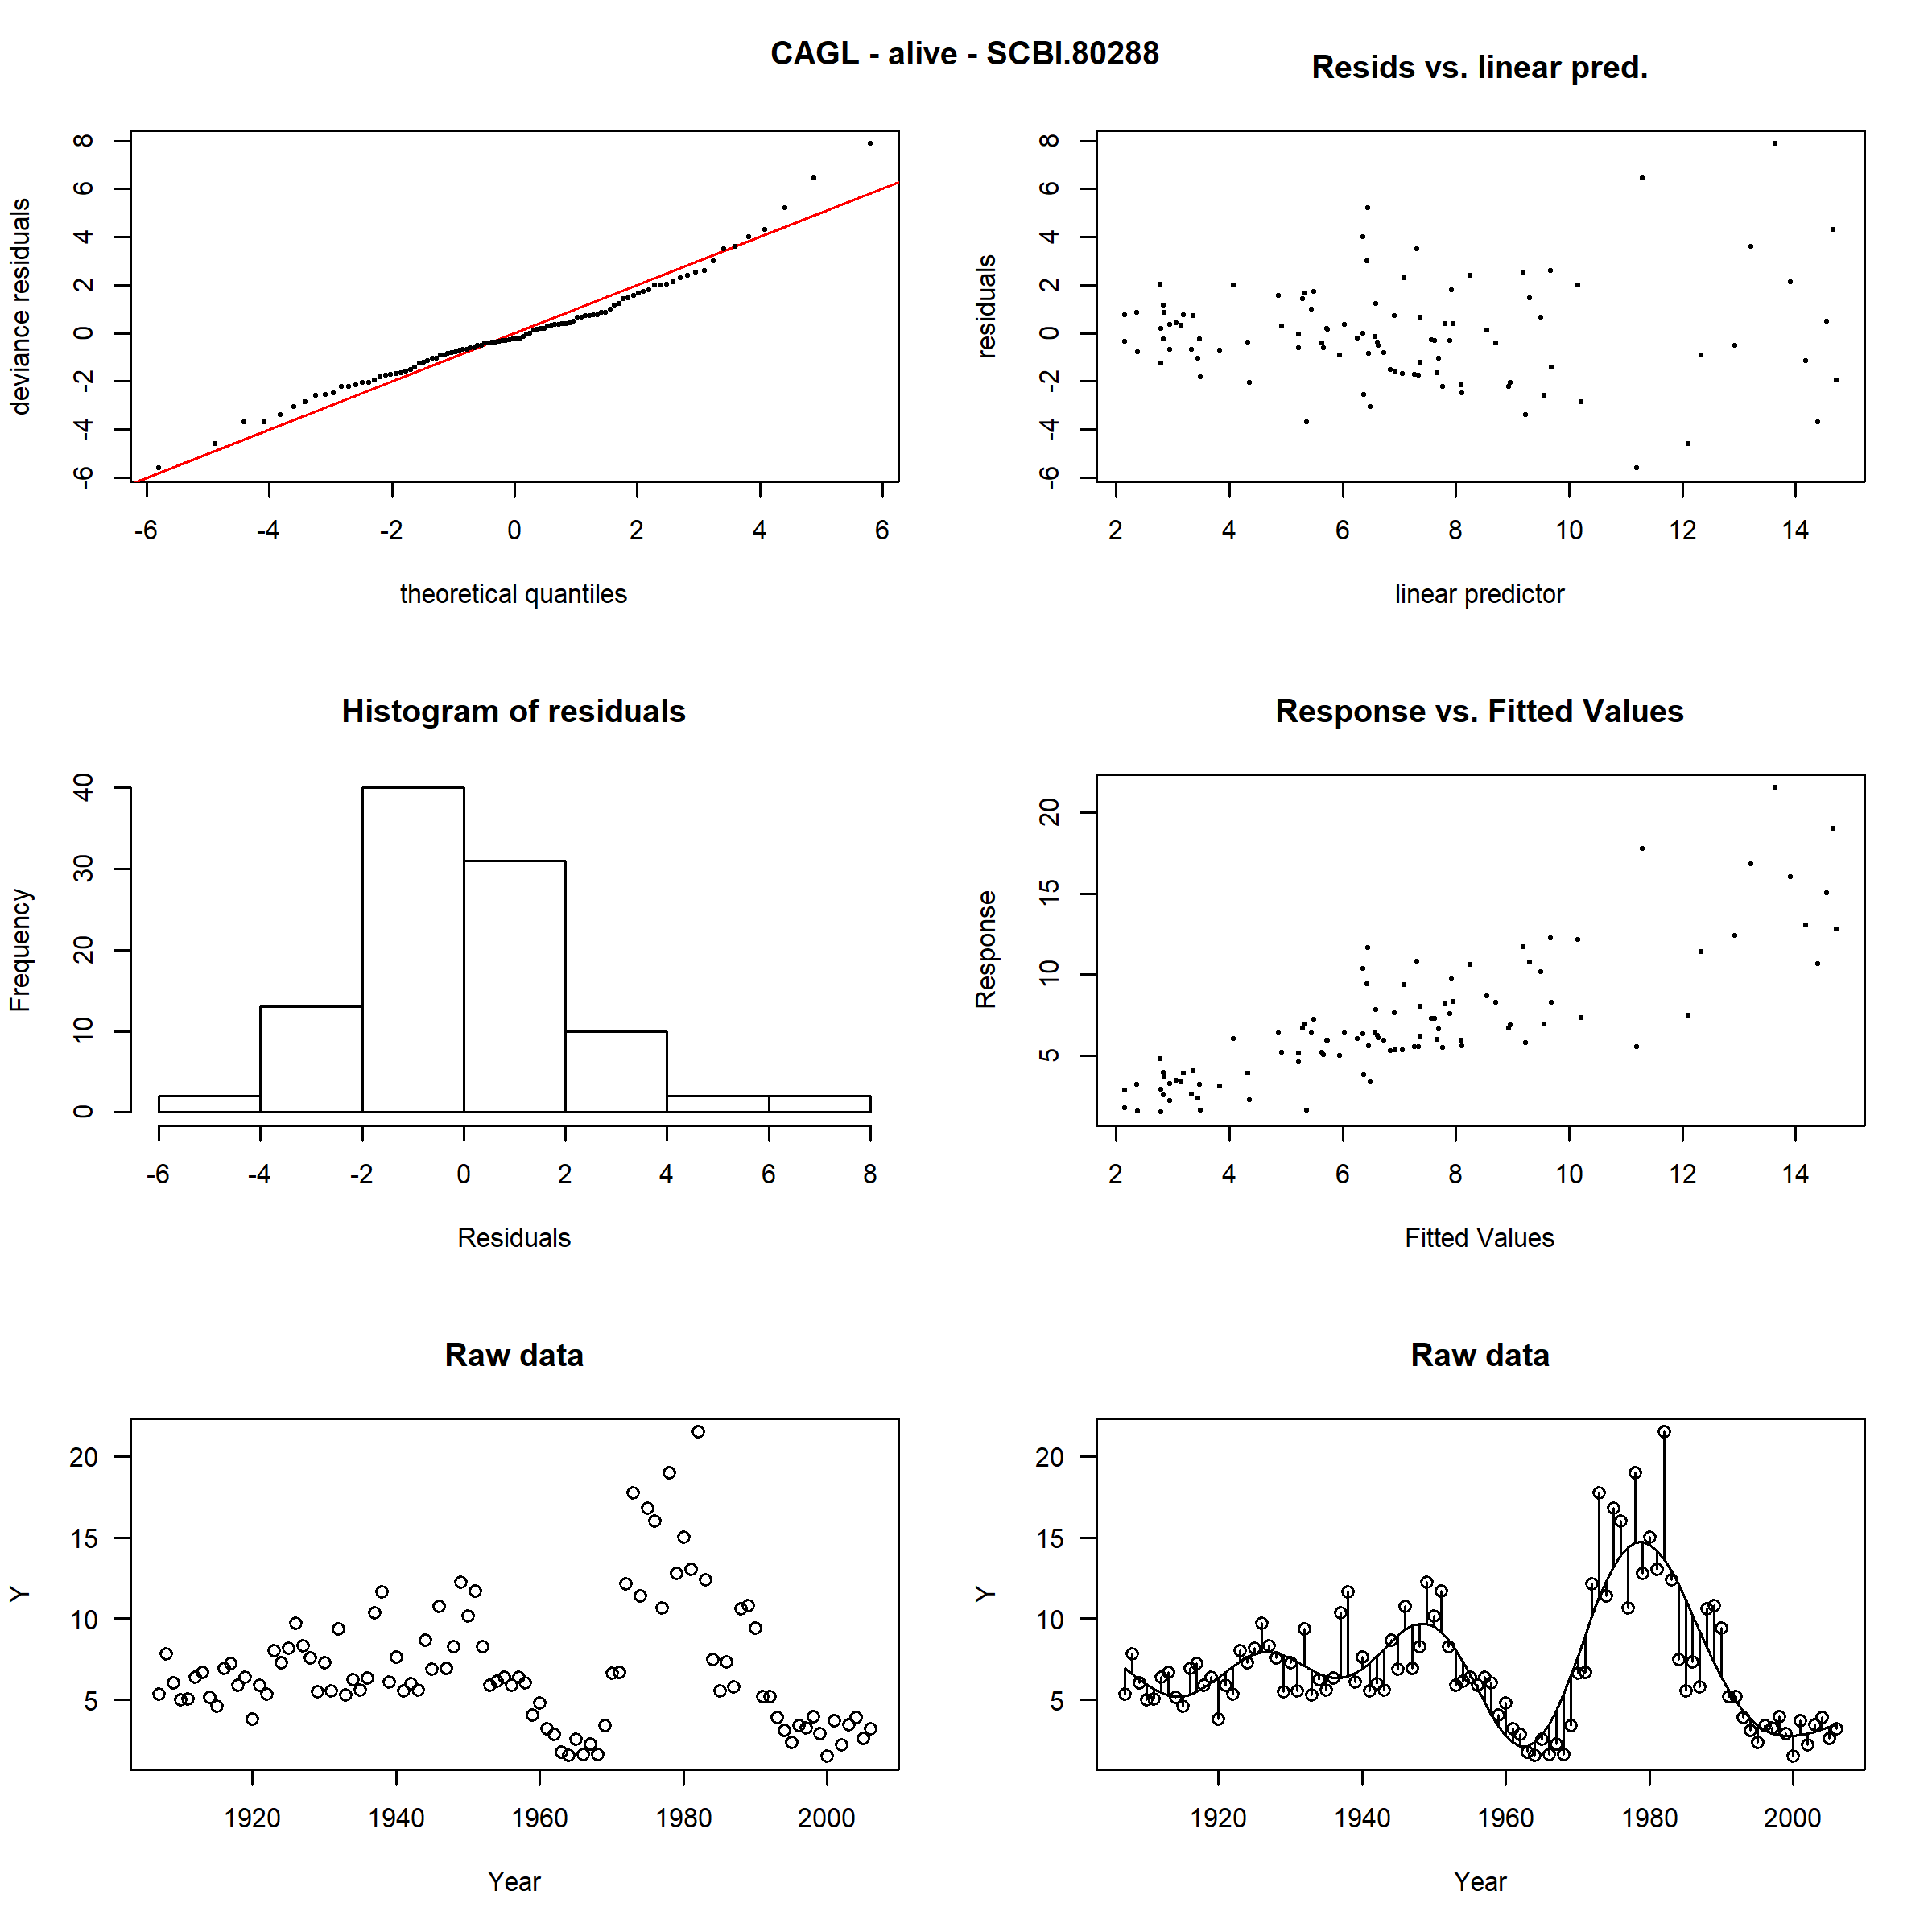 CAGL - alive - SCBI.80288
Resids vs. linear pred.
deviance residuals
-6 -4 -2 0 2 4 6 8
-6 -4 -2 0 2 4 6
theoretical quantiles
residuals
-6 -4 -2 0 2 4 6 8
2 4 6 8 10 12 14
linear predictor
Histogram of residuals
Frequency
0 10 20 30 40
-6 -4 -2 0 2 4 6 8
Residuals
Response vs. Fitted Values
Response
5 10 15 20
2 4 6 8 10 12 14
Fitted Values
Raw data
Y
20
15
10
5
1920 1940 1960 1980 2000
Year
Raw data
Y
20
15
10
5
1920 1940 1960 1980 2000
Year